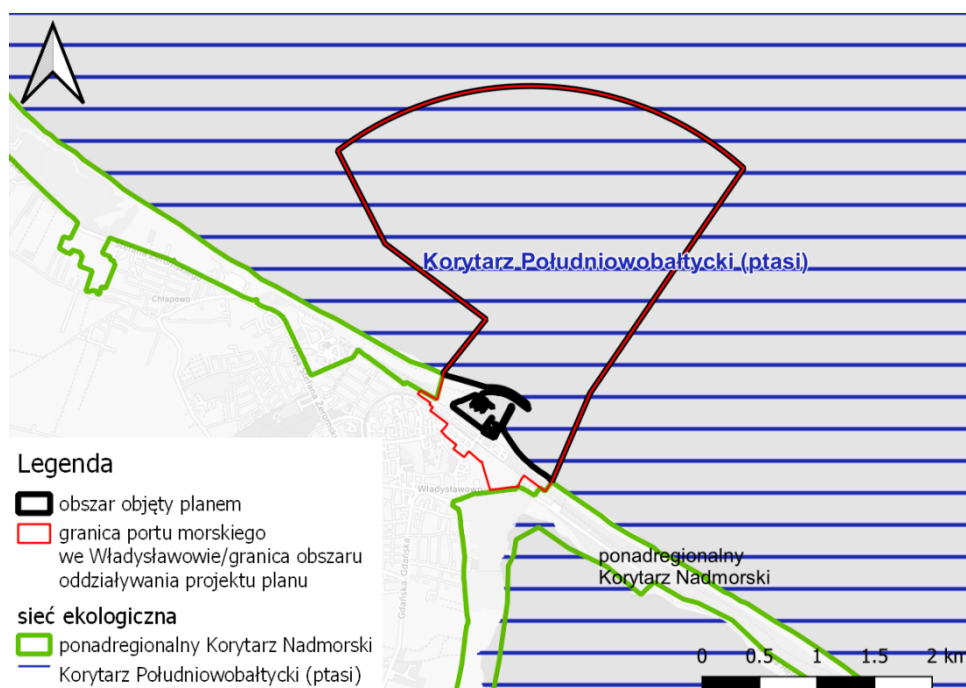 Korytarz Południowobałtycki (ptasi)
Chłapowo
Władysławowo
Gdańska Gdańska
ponadregionalny
Korytarz Nadmorski
Legenda
obszar objęty planem
granica portu morskiego
we Władysławowie/granica obszaru
oddziaływania projektu planu
sieć ekologiczna
ponadregionalny Korytarz Nadmorski
Korytarz Południowobałtycki (ptasi)
0 0.5 1 1.5 2 km